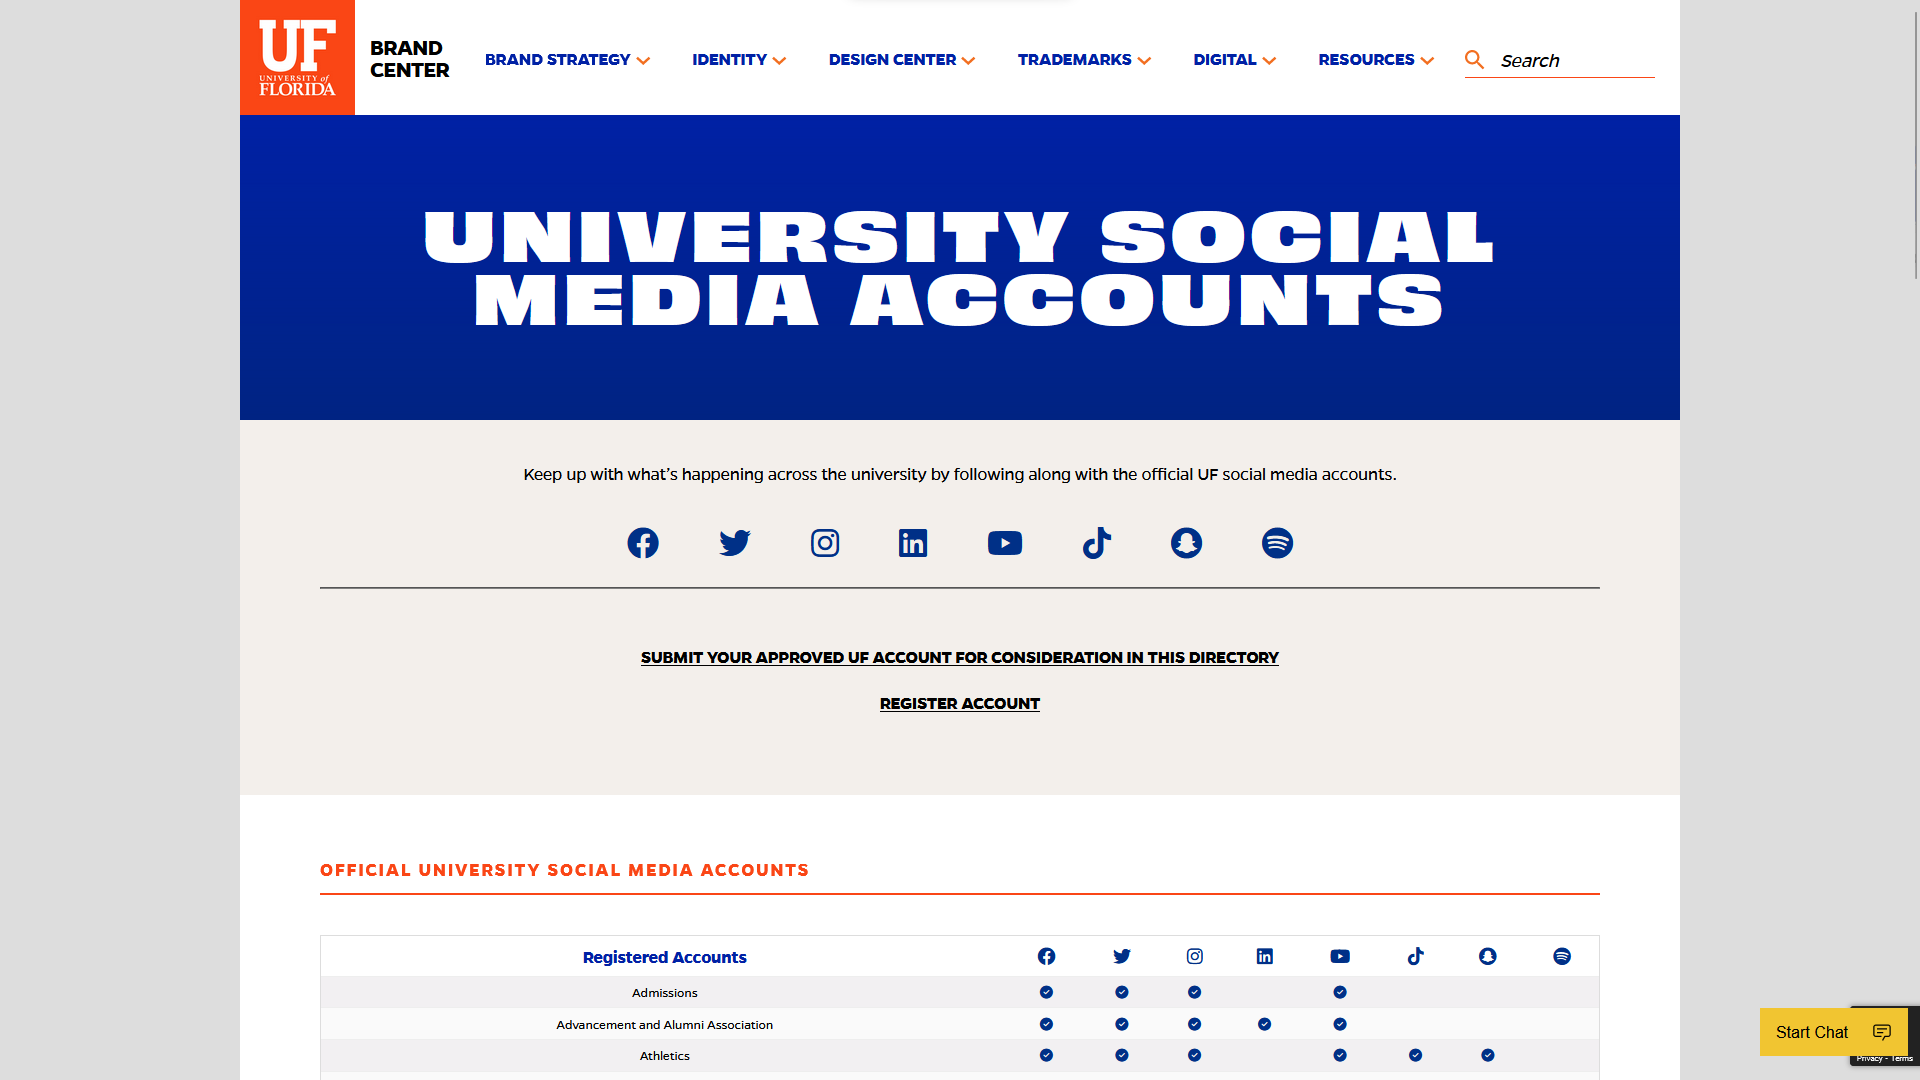 UF
UNIVERSITY of
FLORIDA
BRAND
CENTER
BRAND STRATEGY
IDENTITY
DESIGN CENTER
TRADEMARKS
DIGITAL
RESOURCES
Search
UNIVERSITY SOCIAL
MEDIA ACCOUNTS
Keep up with what's happening across the university by following along with the official UF social media accounts.
SUBMIT YOUR APPROVED UF ACCOUNT FOR CONSIDERATION IN THIS DIRECTORY
REGISTER ACCOUNT
OFFICIAL UNIVERSITY SOCIAL MEDIA ACCOUNTS
Registered Accounts
Admissions
Advancement and Alumni Association
Athletics
Start Chat
Privacy - Terms